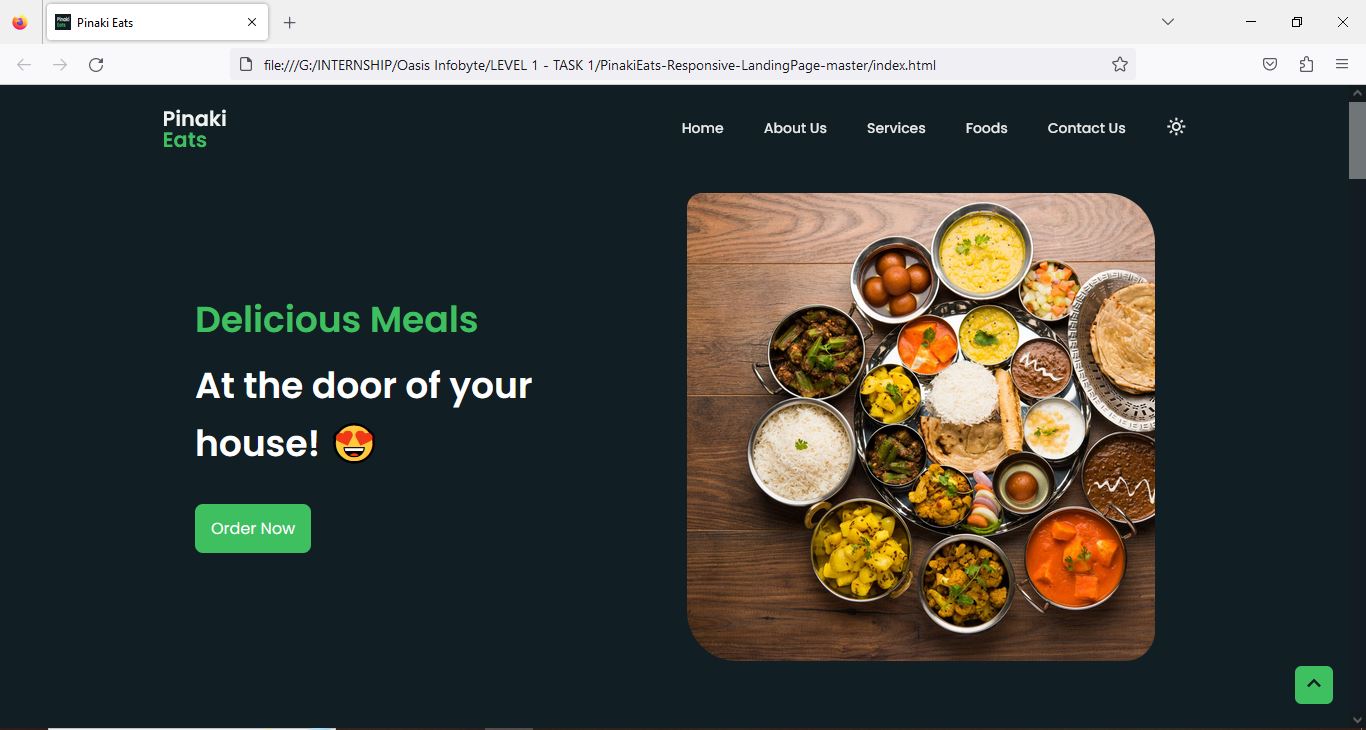 Pinaki Eats
file:///G:/INTERNSHIP/Oasis Infobyte/LEVEL 1 - TASK 1/PinakiEats-Responsive-LandingPage-master/index.html
Pinaki
Eats
Home About Us Services Foods Contact Us
Delicious Meals
At the door of your
house! 😍
Order Now